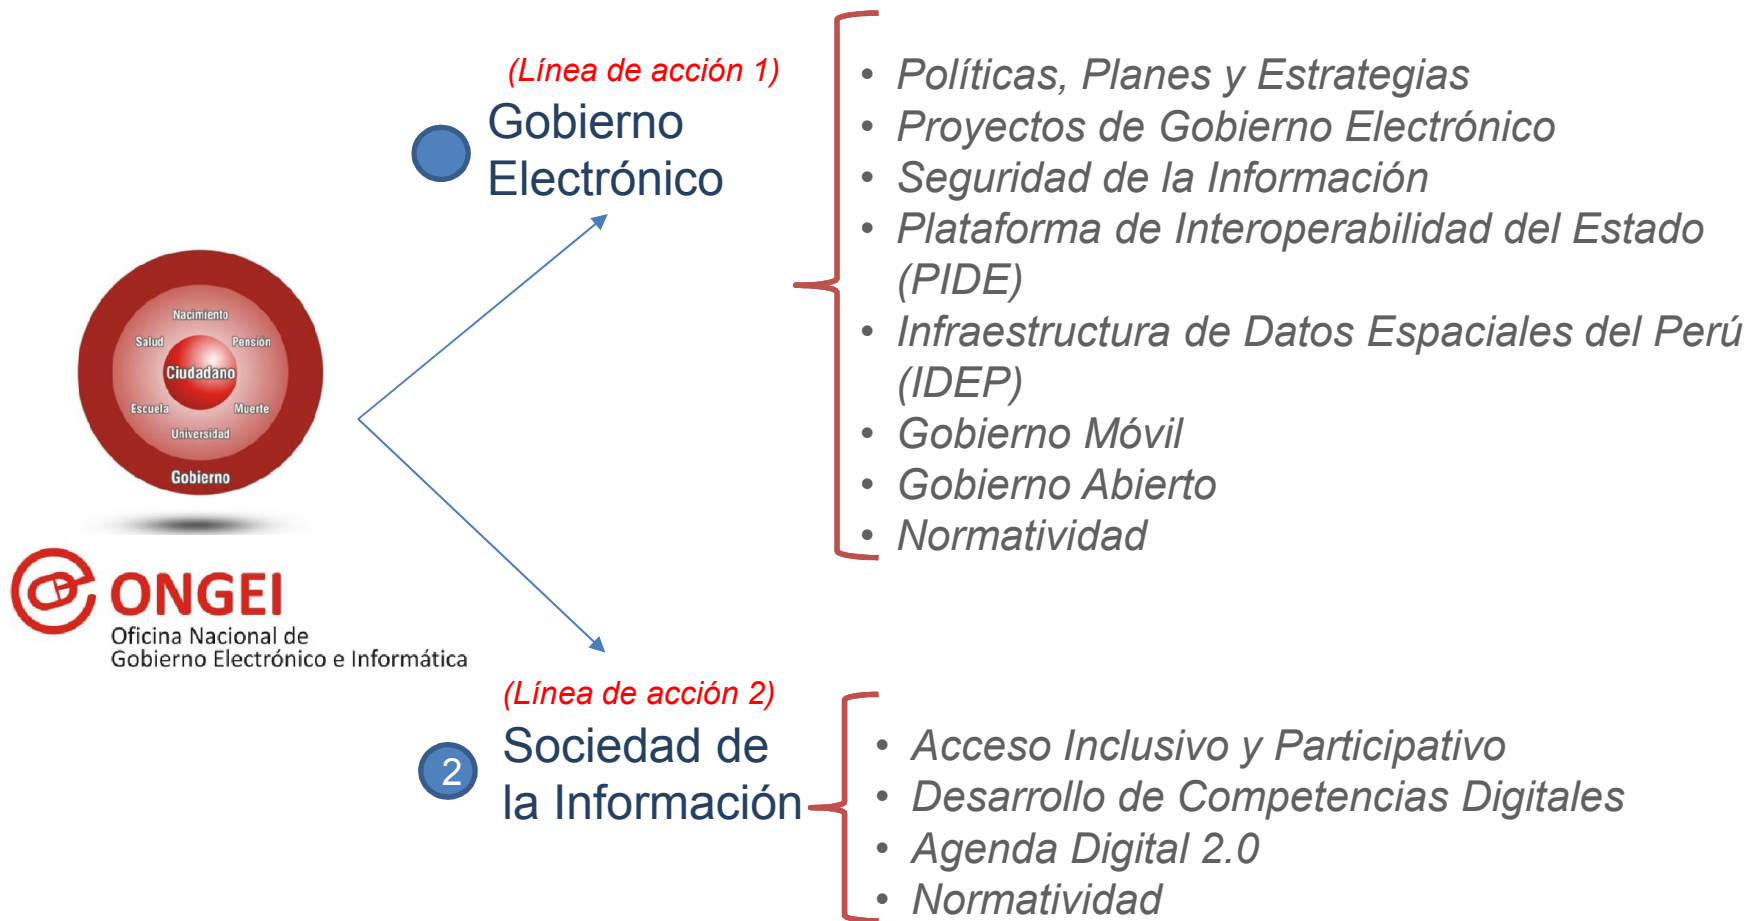 (Línea de acción 1)
Gobierno
Electrónico
• Políticas, Planes y Estrategias
• Proyectos de Gobierno Electrónico
• Seguridad de la Información
• Plataforma de Interoperabilidad del Estado
(PIDE)
• Infraestructura de Datos Espaciales del Perú
(IDEP)
• Gobierno Móvil
• Gobierno Abierto
• Normatividad
Nacimiento
Salud
Pensión
Ciudadano
Escuela
Muerte
Universidad
Gobierno
ONGEI
Oficina Nacional de
Gobierno Electrónico e Informática
(Línea de acción 2)
2
Sociedad de
la Información
• Acceso Inclusivo y Participativo
• Desarrollo de Competencias Digitales
• Agenda Digital 2.0
• Normatividad